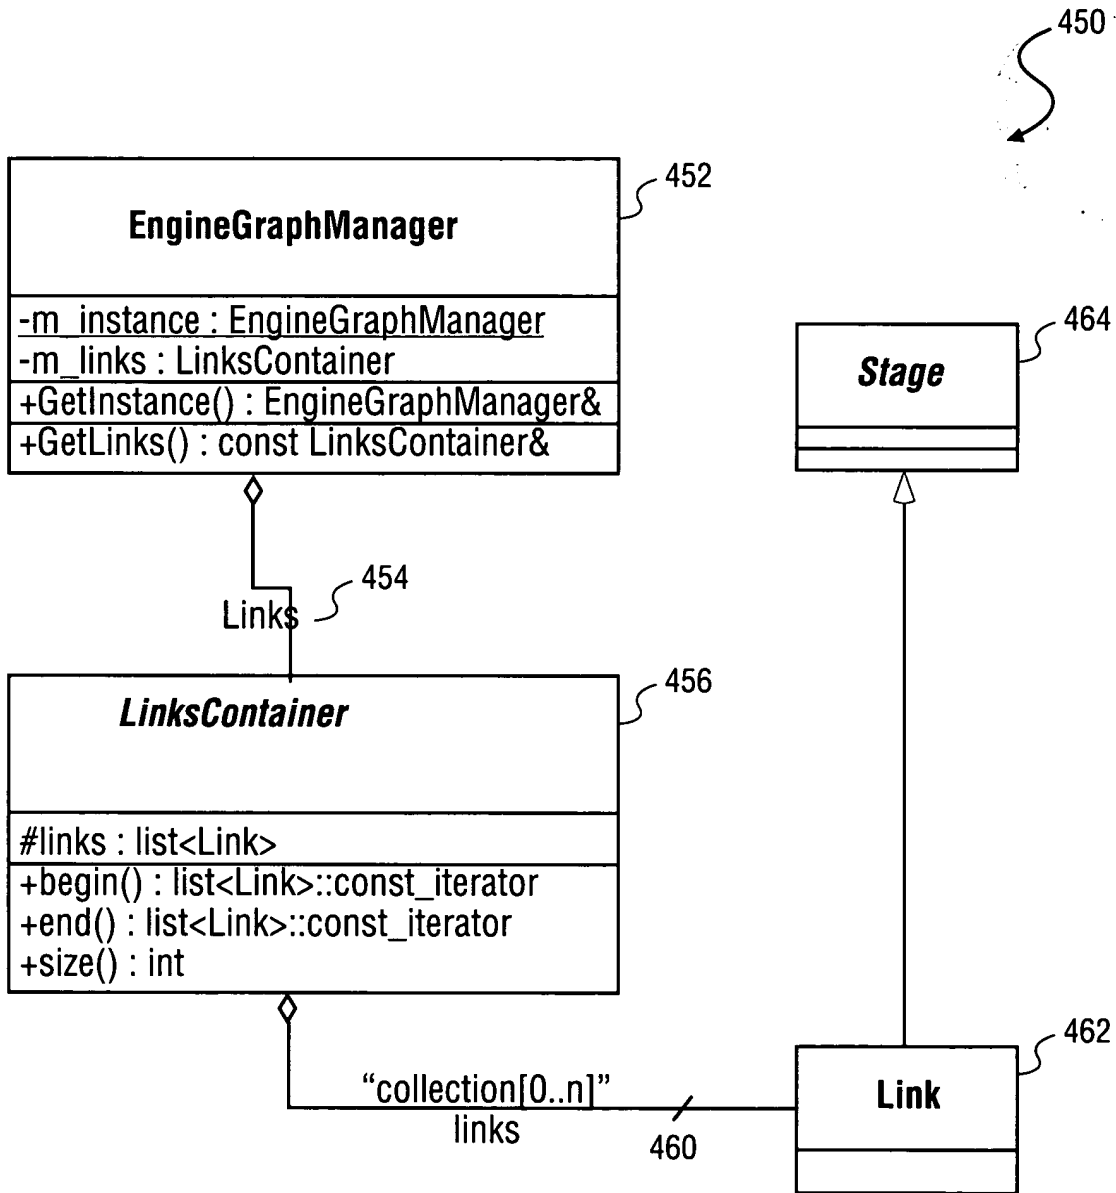 450
452
EngineGraphManager
-m_instance : EngineGraphManager
-m_links : LinksContainer
+GetInstance() : EngineGraphManager&
+GetLinks() : const LinksContainer&
464
Stage
454
Links
456
LinksContainer
#links : list<Link>
+begin() : list<Link>::const_iterator
+end() : list<Link>::const_iterator
+size() : int
462
Link
“collection[0..n]”
links
460